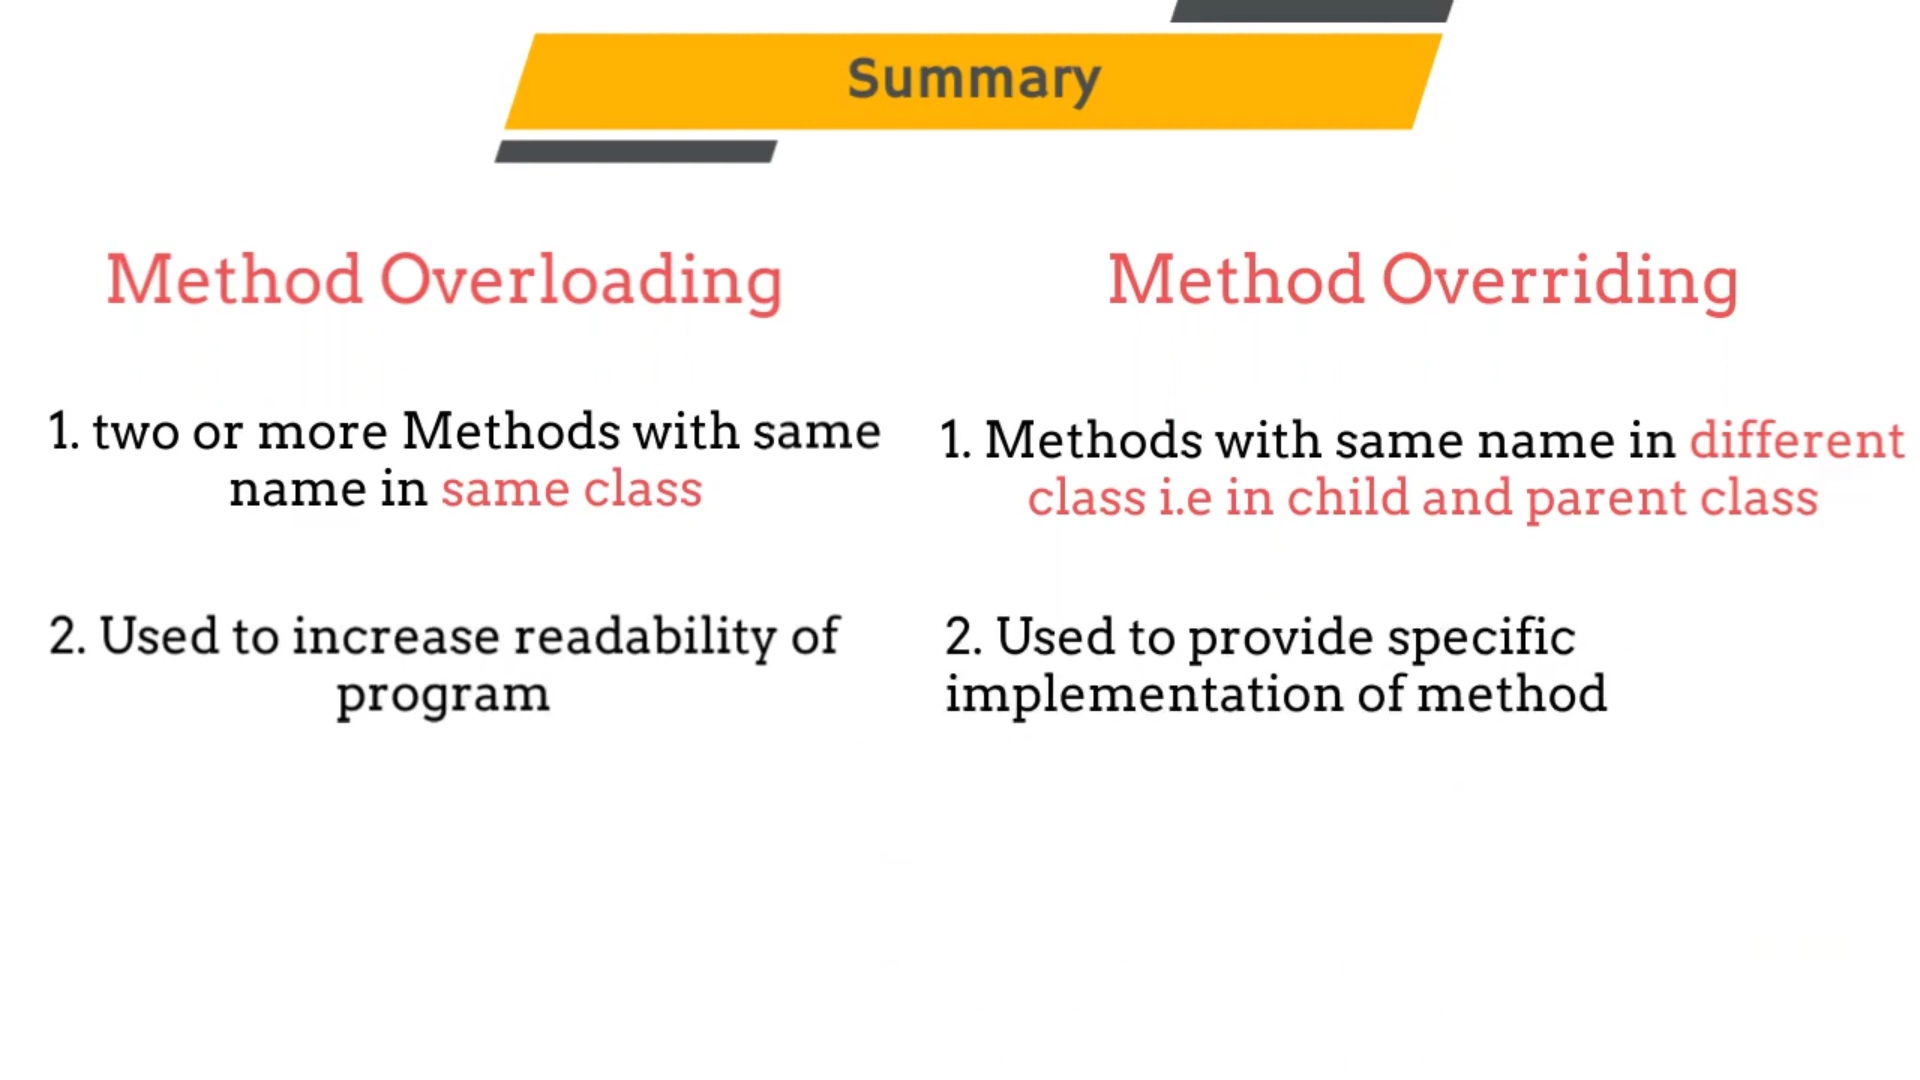 Summary
Method Overloading
1. two or more Methods with same
name in same class
2. Used to increase readability of
program
Method Overriding
1. Methods with same name in different
class i.e in child and parent class
2. Used to provide specific
implementation of method